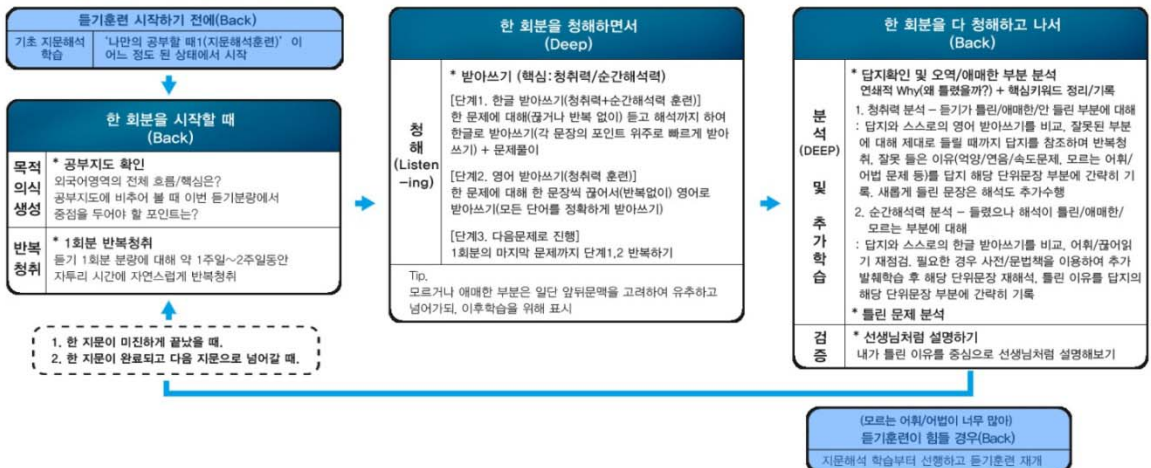 듣기훈련 시작하기 전에(Back)
기초 지문해석
학습
‘나만의 공부할 때1(지문해석훈련)’ 이
어느 정도 된 상태에서 시작
한 회분을 시작할 때
(Back)
목적
의식
생성
* 공부지도 확인
외국어영역의 전체 흐름/핵심은?
공부지도에 비추어 볼 때 이번 듣기분량에서
중점을 두어야 할 포인트는?
반복
청취
* 1회분 반복청취
듣기 1회분 분량에 대해 약 1주일~2주일동안
자투리 시간에 자연스럽게 반복청취
1. 한 지문이 미진하게 끝났을 때.
2. 한 지문이 완료되고 다음 지문으로 넘어갈 때.
한 회분을 청해하면서
(Deep)
청
해
(Listen
-ing)
* 받아쓰기 (핵심:청취력/순간해석력)
[단계1. 한글 받아쓰기(청취력+순간해석력 훈련)]
한 문제에 대해(끊거나 반복 없이) 듣고 해석까지 하여
한글로 받아쓰기(각 문장의 포인트 위주로 빠르게 받아
쓰기) + 문제풀이
[단계2. 영어 받아쓰기(청취력 훈련)]
한 문제에 대해 한 문장씩 끊어서(반복없이) 영어로
받아쓰기(모든 단어를 정확하게 받아쓰기)
[단계3. 다음문제로 진행]
1회분의 마지막 문제까지 단계1,2 반복하기
Tip.
모르거나 애매한 부분은 일단 앞뒤문맥을 고려하여 유추하고
넘어가되, 이후학습을 위해 표시
한 회분을 다 청해하고 나서
(Back)
분
석
(DEEP)
및
추
가
학
습
* 답지확인 및 오역/애매한 부분 분석
연쇄적 Why(왜 틀렸을까?) + 핵심키워드 정리/기록
1. 청취력 분석 – 듣기가 틀린/애매한/안 들린 부분에 대해
: 답지와 스스로의 영어 받아쓰기를 비교, 잘못된 부분
에 대해 제대로 들릴 때까지 답지를 참조하며 반복청
취, 잘못 들은 이유(억양/연음/속도문제, 모르는 어휘/
어법 문제 등)를 답지 해당 단위문장 부분에 간략히 기
록, 새롭게 들린 문장은 해석도 추가수행
2. 순간해석력 분석 – 들렸으나 해석이 틀린/애매한/
모르는 부분에 대해
: 답지와 스스로의 한글 받아쓰기를 비교, 어휘/끊어읽
기 재점검, 필요한 경우 사전/문법책을 이용하여 추가
발췌학습 후 해당 단위문장 재해석, 틀린 이유를 답지의
해당 단위문장 부분에 간략히 기록
* 틀린 문제 분석
검
증
* 선생님처럼 설명하기
내가 틀린 이유를 중심으로 선생님처럼 설명해보기
(모르는 어휘/어법이 너무 많아)
듣기훈련이 힘들 경우(Back)
지문해석 학습부터 선행하고 듣기훈련 재개